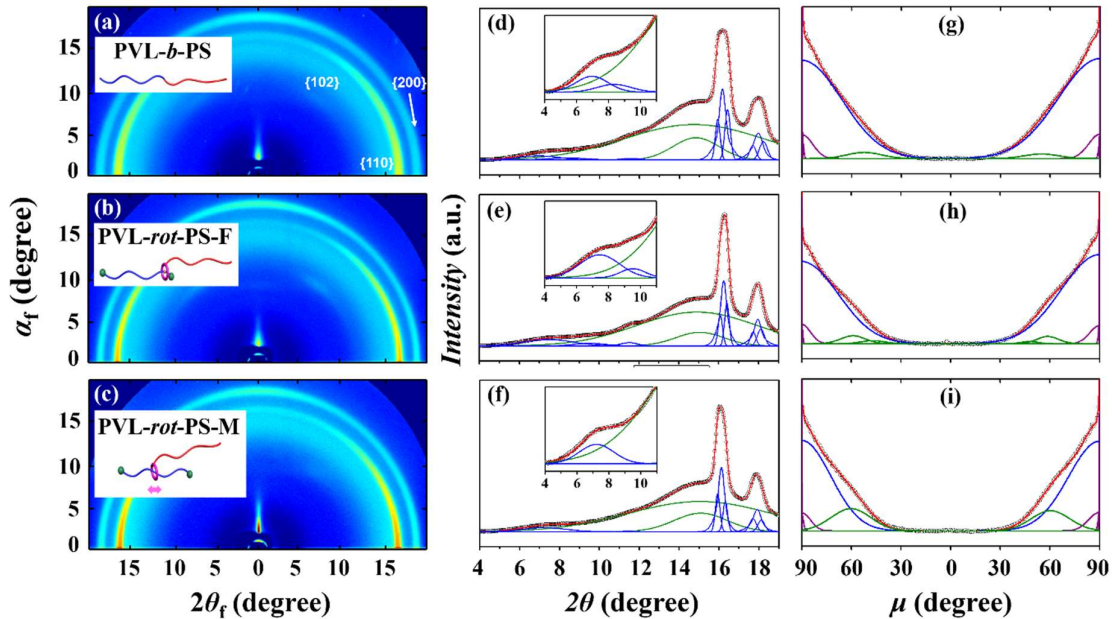 (a)
PVL-b-PS
{102}
{200}
{110}
15
10
5
0
(b)
PVL-rot-PS-F
15
10
5
0
(c)
PVL-rot-PS-M
15
10
5
0
αf (degree)
15 10 5 0 5 10 15
2θf (degree)
(d)
4 6 8 10
(e)
4 6 8 10
(f)
4 6 8 10
Intensity (a.u.)
4 6 8 10 12 14 16 18
2θ (degree)
(g)
(h)
(i)
90 60 30 0 30 60 90
μ (degree)